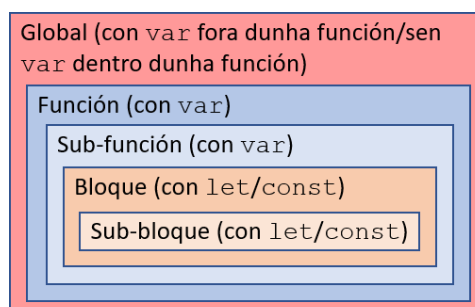 Global (con var fora dunha función/sen
var dentro dunha función)
Función (con var)
Sub-función (con var)
Bloque (con let/const)
Sub-bloque (con let/const)